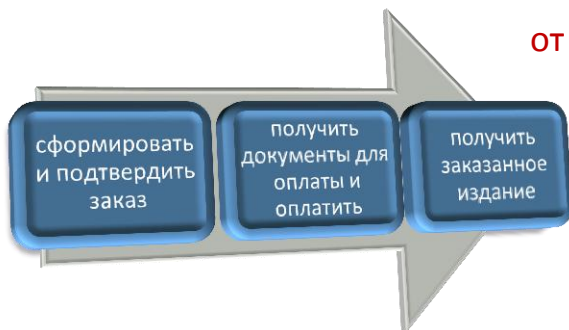 от
сформировать
и подтвердить
заказ
получить
документы для
оплаты и
оплатить
получить
заказанное
издание